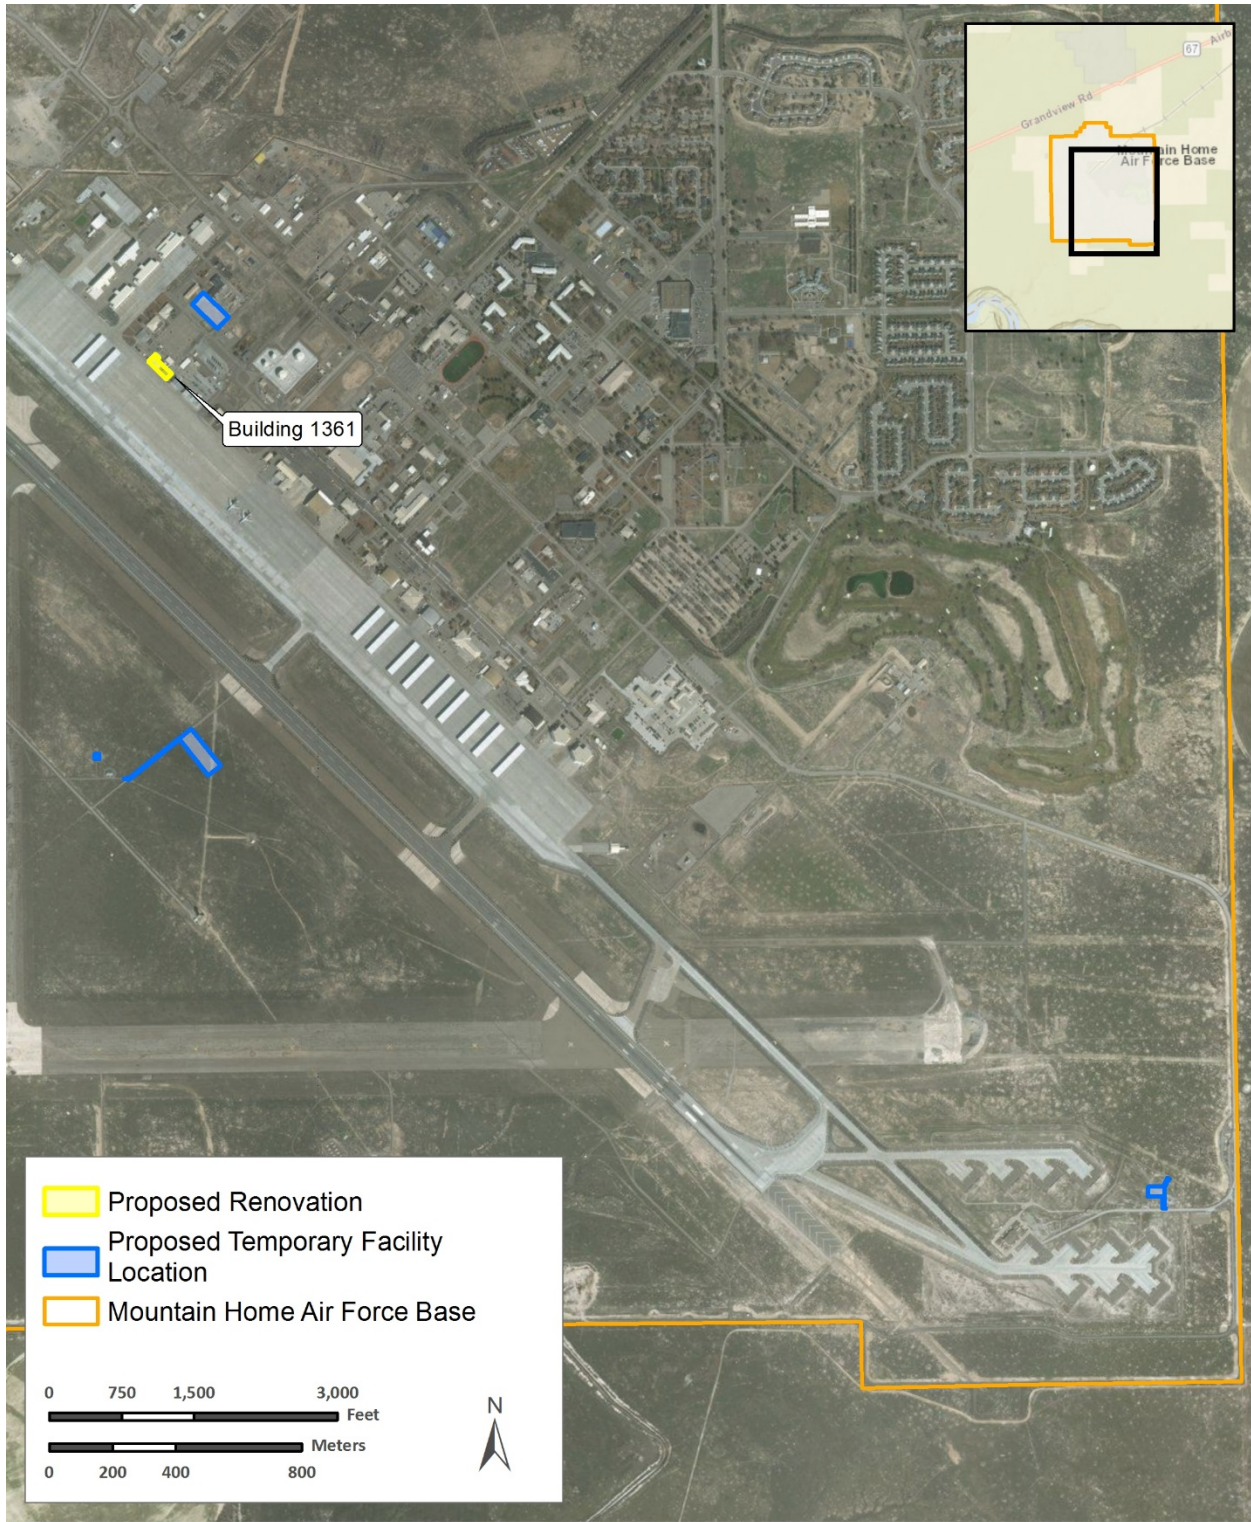 67
Airb
Grandview Rd
Mountain Home
Air Force Base
Building 1361
Proposed Renovation
Proposed Temporary Facility
Location
Mountain Home Air Force Base
0 750 1,500 3,000
Feet
Meters
0 200 400 800
N